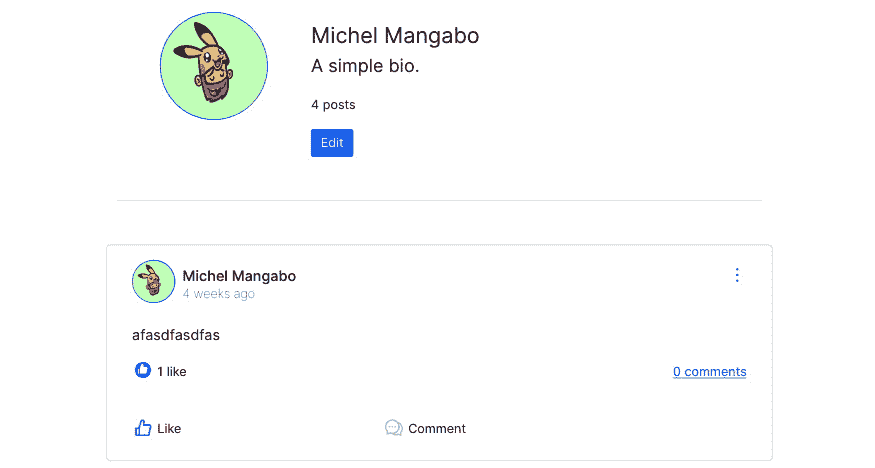 Michel Mangabo
A simple bio.
4 posts
Edit
Michel Mangabo
4 weeks ago
afasdfasdfas
1 like
0 comments
Like
Comment